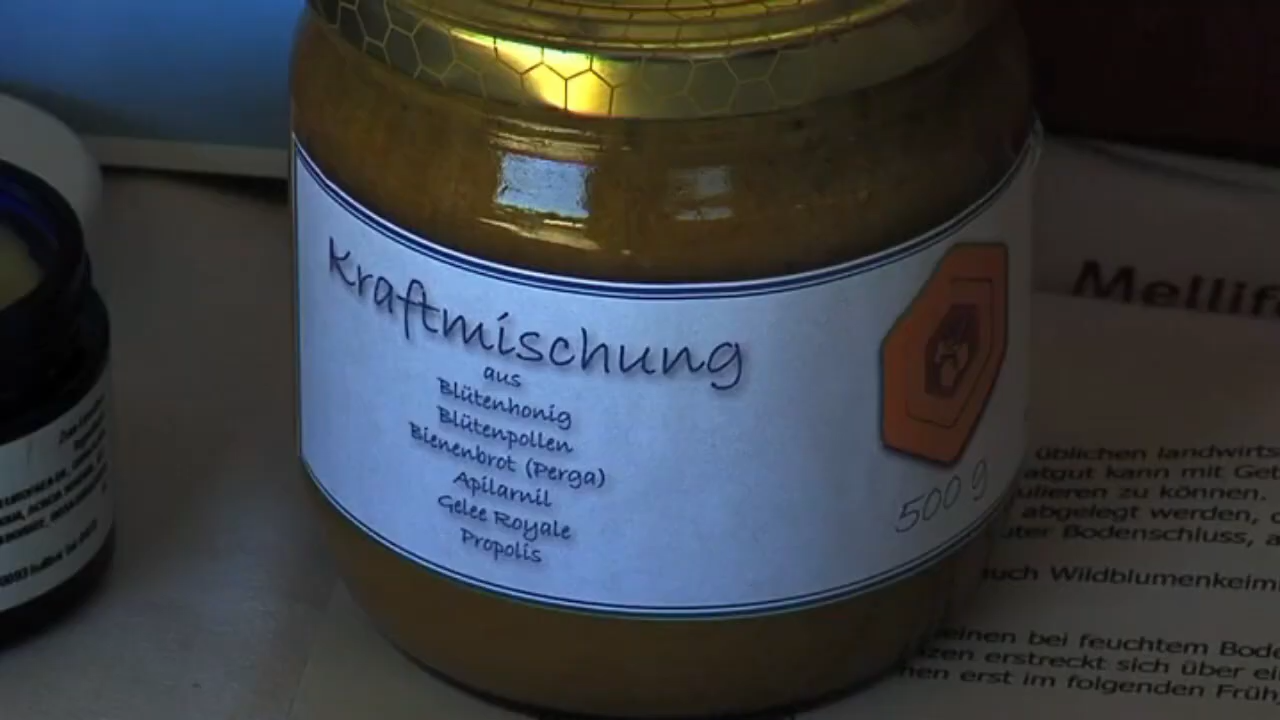 Kraftmischung
aus
Blütenhonig
Blütenpollen
Bienenbrot (Perga)
Apilarnil
Gelee Royale
Propolis
500 g
Mellif
üblichen landwirts
atgut kann mit Get
ulieren zu können.
abgelegt werden,
uter Bodenschluss, a
uch Wildblumenkeim
einen bei feuchtem Bode
zen erstreckt sich über ei
nen erst im folgenden Früh